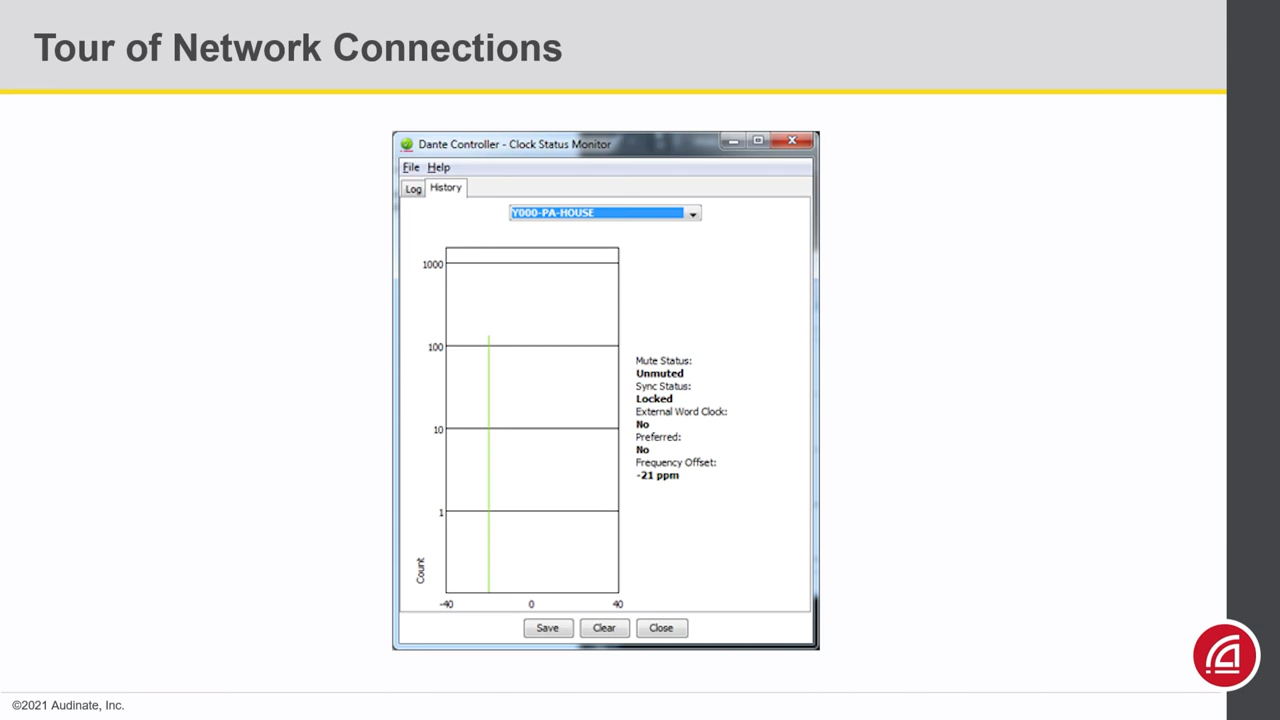 Tour of Network Connections
Dante Controller - Clock Status Monitor
File Help
Log History
Y000-PA-HOUSE
1000
100
10
1
Count
-40 0 40
Mute Status:
Unmuted
Sync Status:
Locked
External Word Clock:
No
Preferred:
No
Frequency Offset:
-21 ppm
Save Clear Close
©2021 Audinate, Inc.